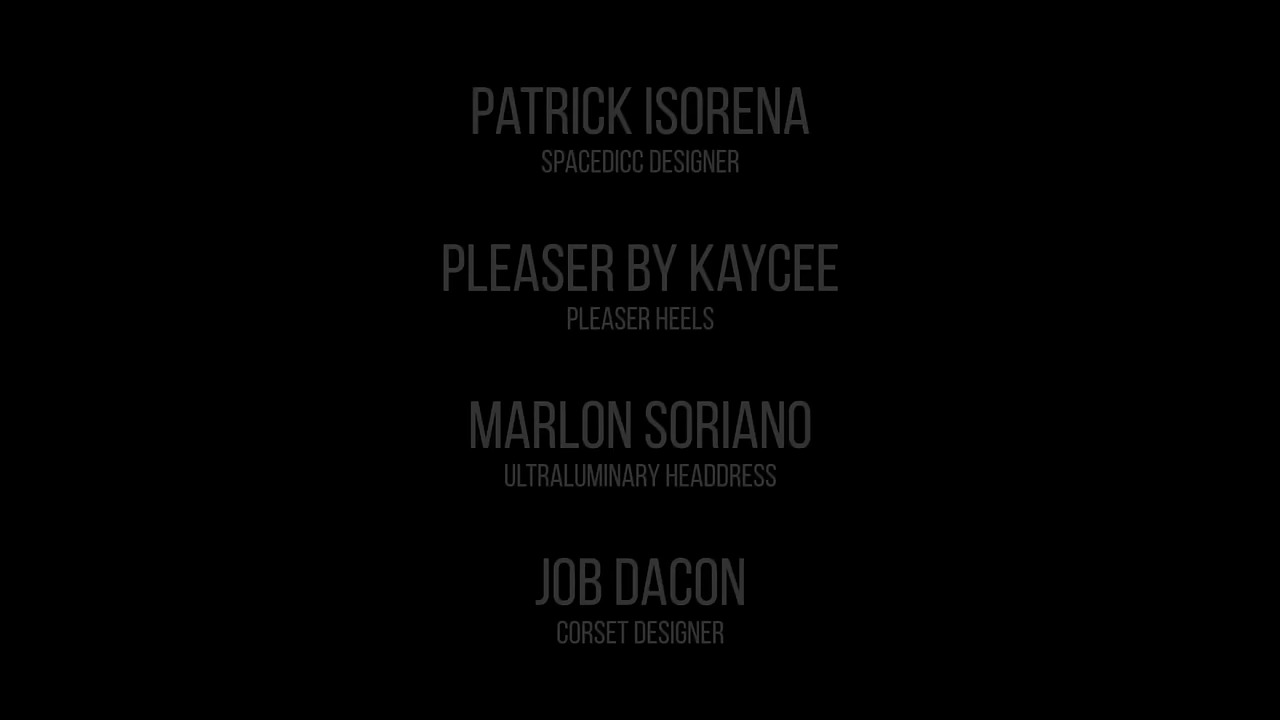 PATRICK ISORENA
SPACEDICC DESIGNER
PLEASER BY KAYCEE
PLEASER HEELS
MARLON SORIANO
ULTRALUMINARY HEADDRESS
JOB DACON
CORSET DESIGNER